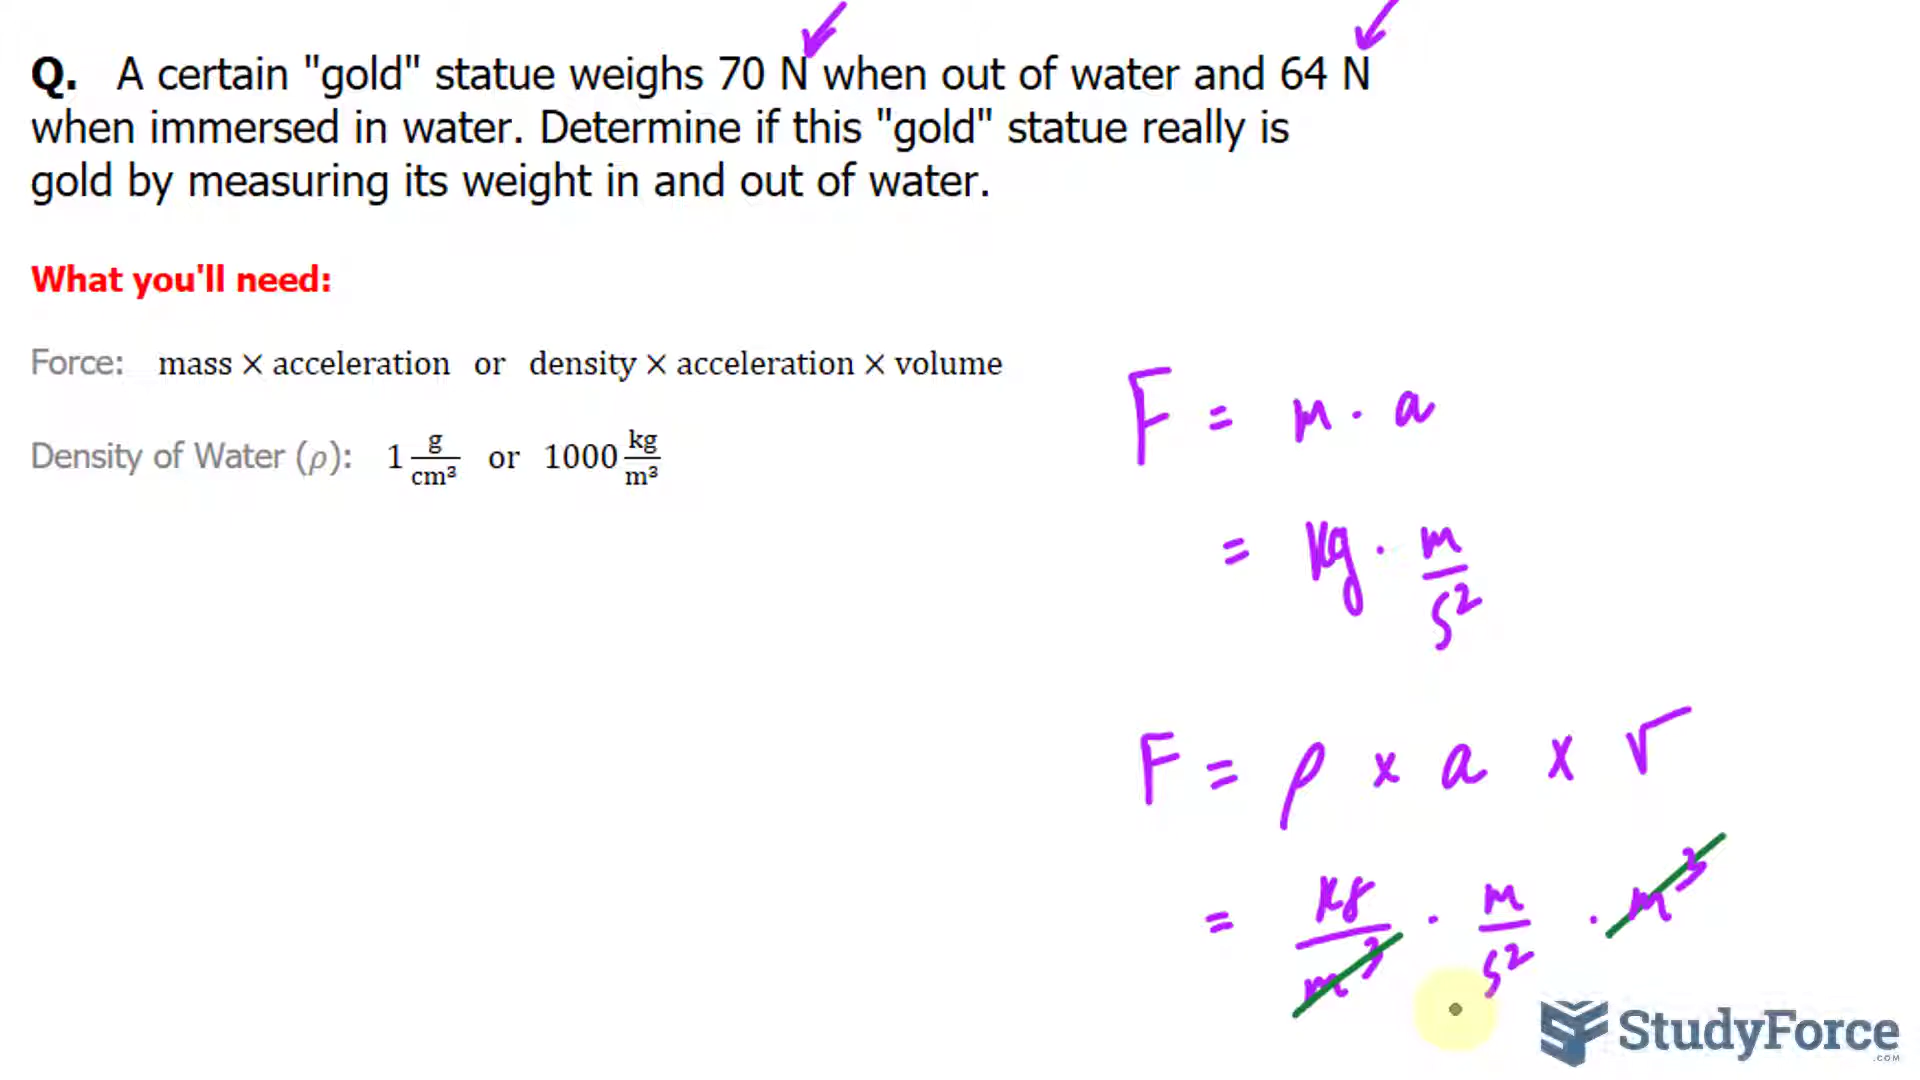 Q. A certain "gold" statue weighs 70 N when out of water and 64 N
when immersed in water. Determine if this "gold" statue really is
gold by measuring its weight in and out of water.
What you'll need:
Force: mass × acceleration or density × acceleration × volume
Density of Water (ρ): 1 g/cm³ or 1000 kg/m³
F = m · a
= kg · m/s²
F = ρ × a × V
= kg/m³ · m/s² · m³
StudyForce
.COM